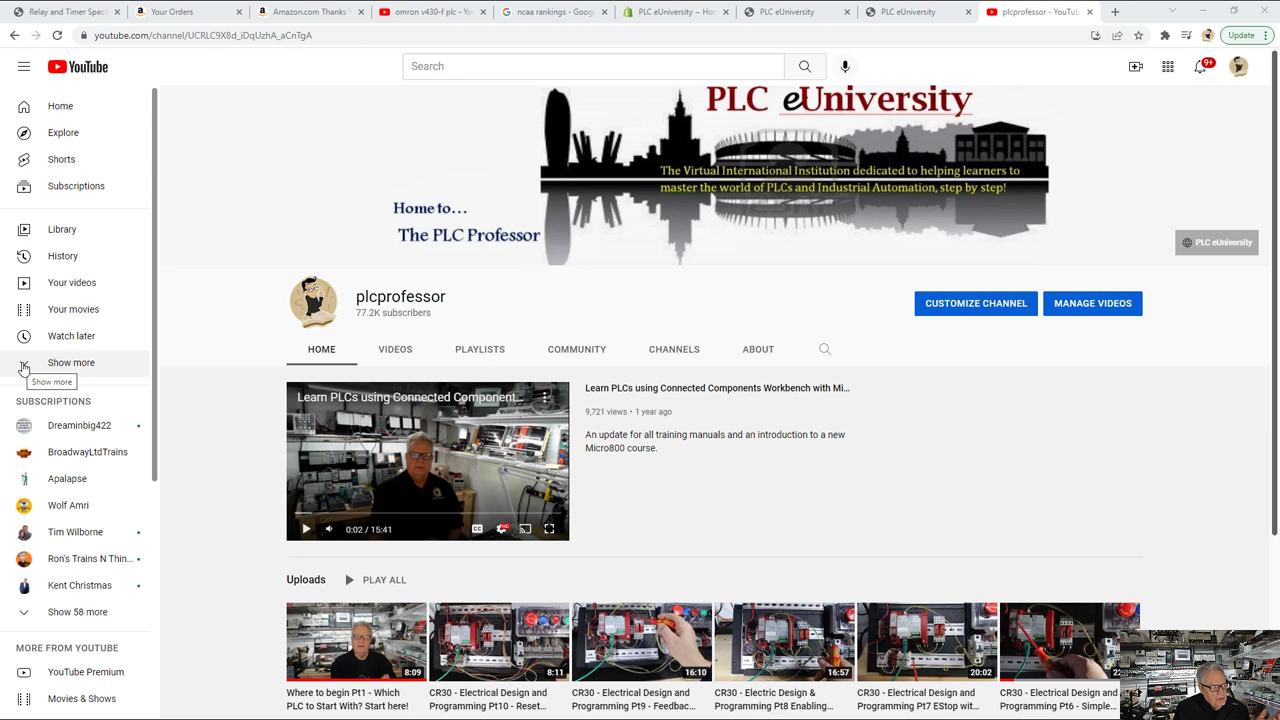 Relay and Timer Speci
Your Orders
Amazon.com Thanks
omron v430-f plc - You
ncaa rankings - Googl
PLC eUniversity ~ Hom
PLC eUniversity
PLC eUniversity
plcprofessor - YouTub
youtube.com/channel/UCRLC9X8d_iDqUzhA_aCnTgA
Update
YouTube
Search
9+
Home
Explore
Shorts
Subscriptions
Library
History
Your videos
Your movies
Watch later
Show more
Show more
SUBSCRIPTIONS
Dreaminbig422
BroadwayLtdTrains
Apalapse
Wolf Amri
Tim Wilborne
Ron's Trains N Thin...
Kent Christmas
Show 58 more
MORE FROM YOUTUBE
YouTube Premium
Movies & Shows
PLC eUniversity
The Virtual International Institution dedicated to helping learners to
master the world of PLCs and Industrial Automation, step by step!
Home to...
The PLC Professor
PLC eUniversity
plcprofessor
77.2K subscribers
CUSTOMIZE CHANNEL
MANAGE VIDEOS
HOME
VIDEOS
PLAYLISTS
COMMUNITY
CHANNELS
ABOUT
Learn PLCs using Connected Component...
0:02 / 15:41
CC
HD
Learn PLCs using Connected Components Workbench with Mi...
9,721 views • 1 year ago
An update for all training manuals and an introduction to a new
Micro800 course.
Uploads
PLAY ALL
8:09
Where to begin Pt1 - Which
PLC to Start With? Start here!
8:11
CR30 - Electrical Design and
Programming Pt10 - Reset...
16:10
CR30 - Electrical Design and
Programming Pt9 - Feedbac...
16:57
CR30 - Electric Design &
Programming Pt8 Enabling...
20:02
CR30 - Electrical Design and
Programming Pt7 EStop wit...
CR30 - Electrical Design and
Programming Pt6 - Simple...